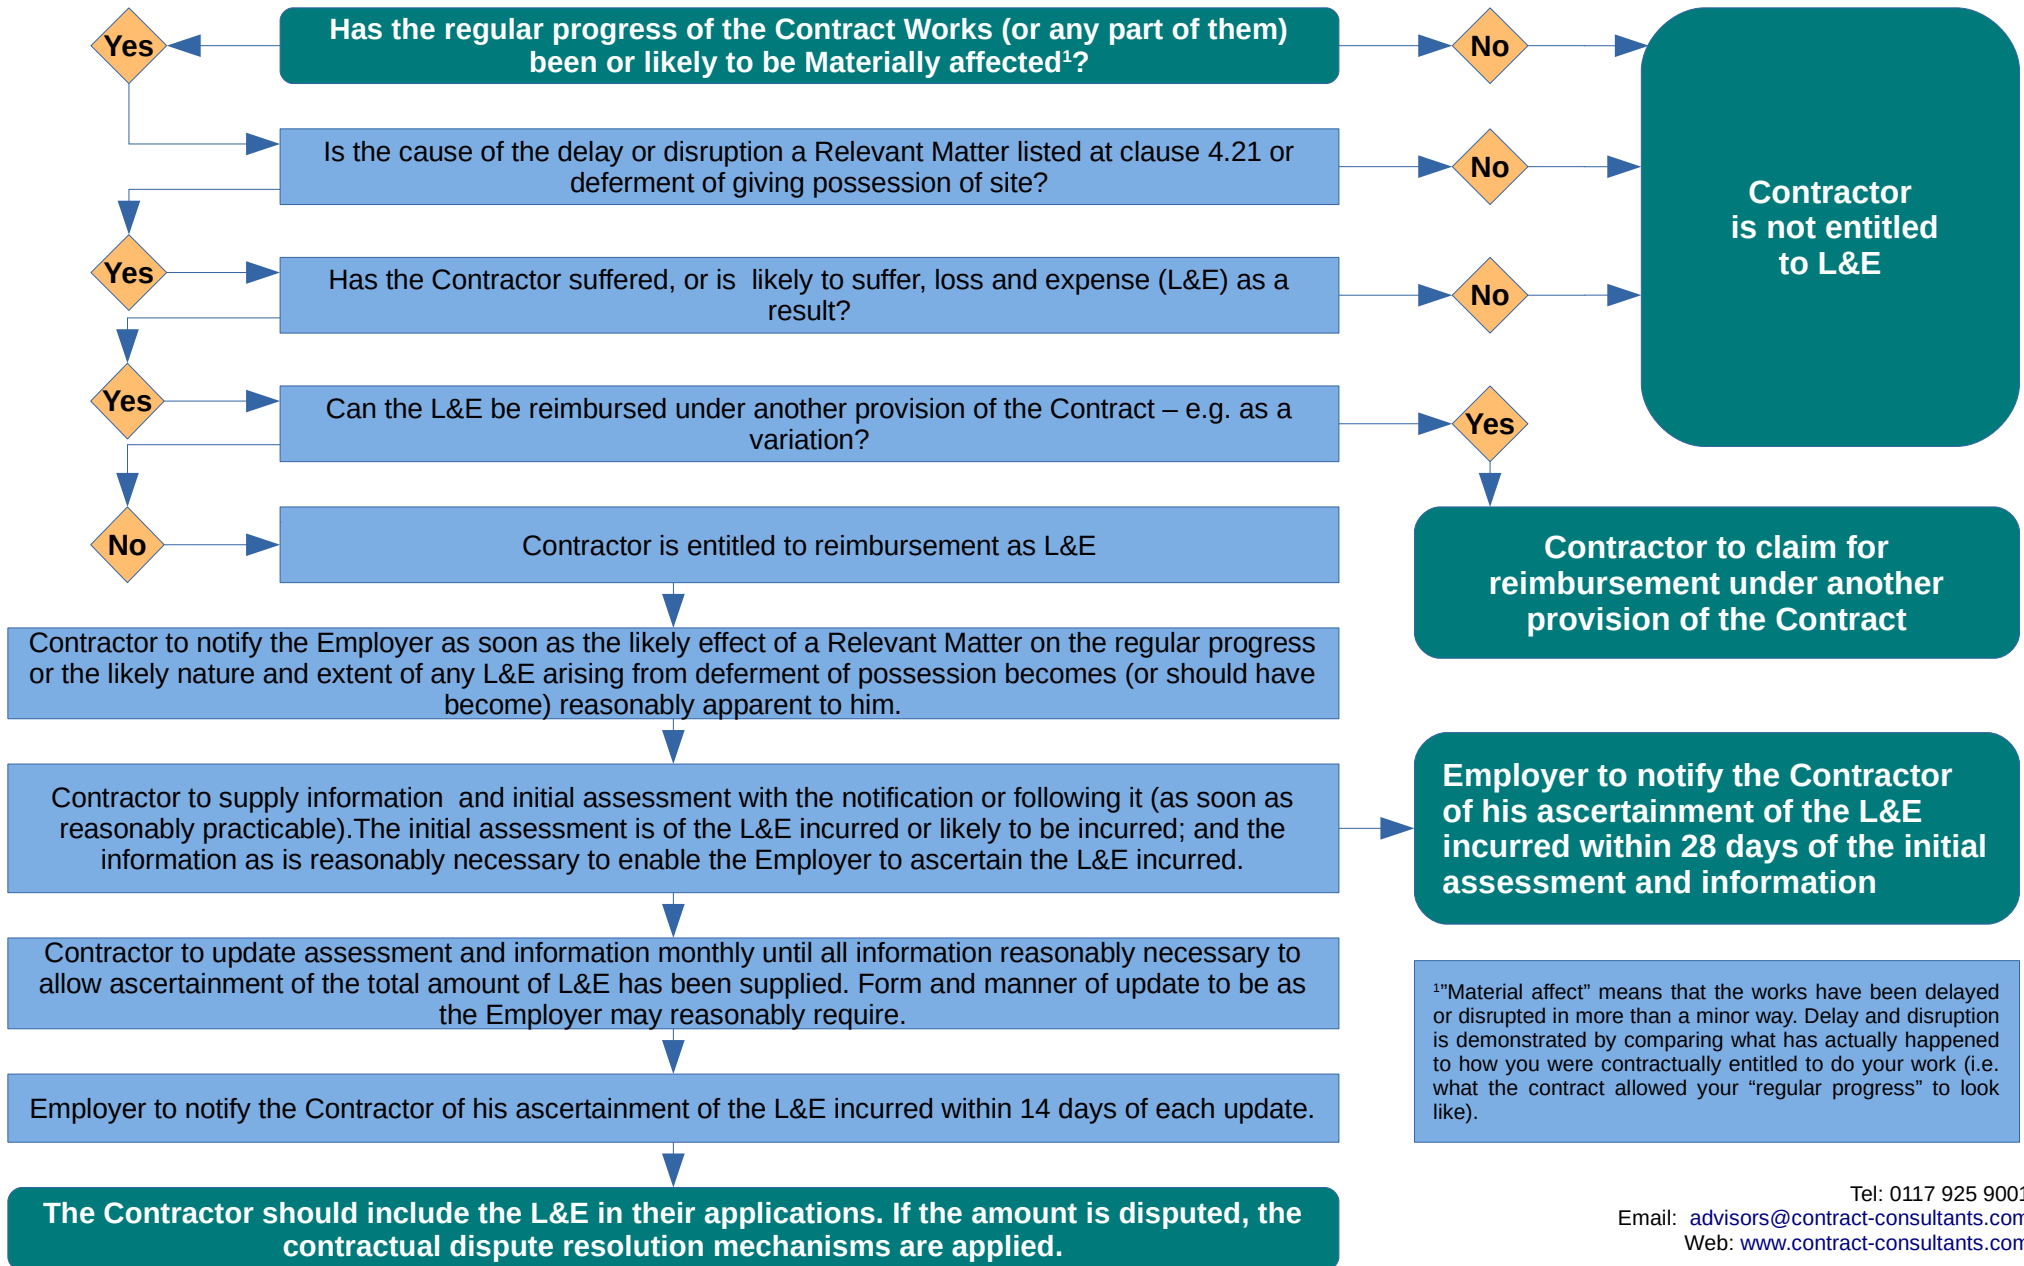 Yes
Has the regular progress of the Contract Works (or any part of them)
been or likely to be Materially affected¹?
No
Is the cause of the delay or disruption a Relevant Matter listed at clause 4.21 or
deferment of giving possession of site?
No
Contractor
is not entitled
to L&E
Yes
Has the Contractor suffered, or is  likely to suffer, loss and expense (L&E) as a
result?
No
Yes
Can the L&E be reimbursed under another provision of the Contract – e.g. as a
variation?
Yes
No
Contractor is entitled to reimbursement as L&E
Contractor to claim for
reimbursement under another
provision of the Contract
Contractor to notify the Employer as soon as the likely effect of a Relevant Matter on the regular progress
or the likely nature and extent of any L&E arising from deferment of possession becomes (or should have
become) reasonably apparent to him.
Contractor to supply information  and initial assessment with the notification or following it (as soon as
reasonably practicable).The initial assessment is of the L&E incurred or likely to be incurred; and the
information as is reasonably necessary to enable the Employer to ascertain the L&E incurred.
Employer to notify the Contractor
of his ascertainment of the L&E
incurred within 28 days of the initial
assessment and information
Contractor to update assessment and information monthly until all information reasonably necessary to
allow ascertainment of the total amount of L&E has been supplied. Form and manner of update to be as
the Employer may reasonably require.
¹”Material affect” means that the works have been delayed
or disrupted in more than a minor way. Delay and disruption
is demonstrated by comparing what has actually happened
to how you were contractually entitled to do your work (i.e.
what the contract allowed your “regular progress” to look
like).
Employer to notify the Contractor of his ascertainment of the L&E incurred within 14 days of each update.
The Contractor should include the L&E in their applications. If the amount is disputed, the
contractual dispute resolution mechanisms are applied.
Tel: 0117 925 9001
Email:  advisors@contract-consultants.com
Web: www.contract-consultants.com